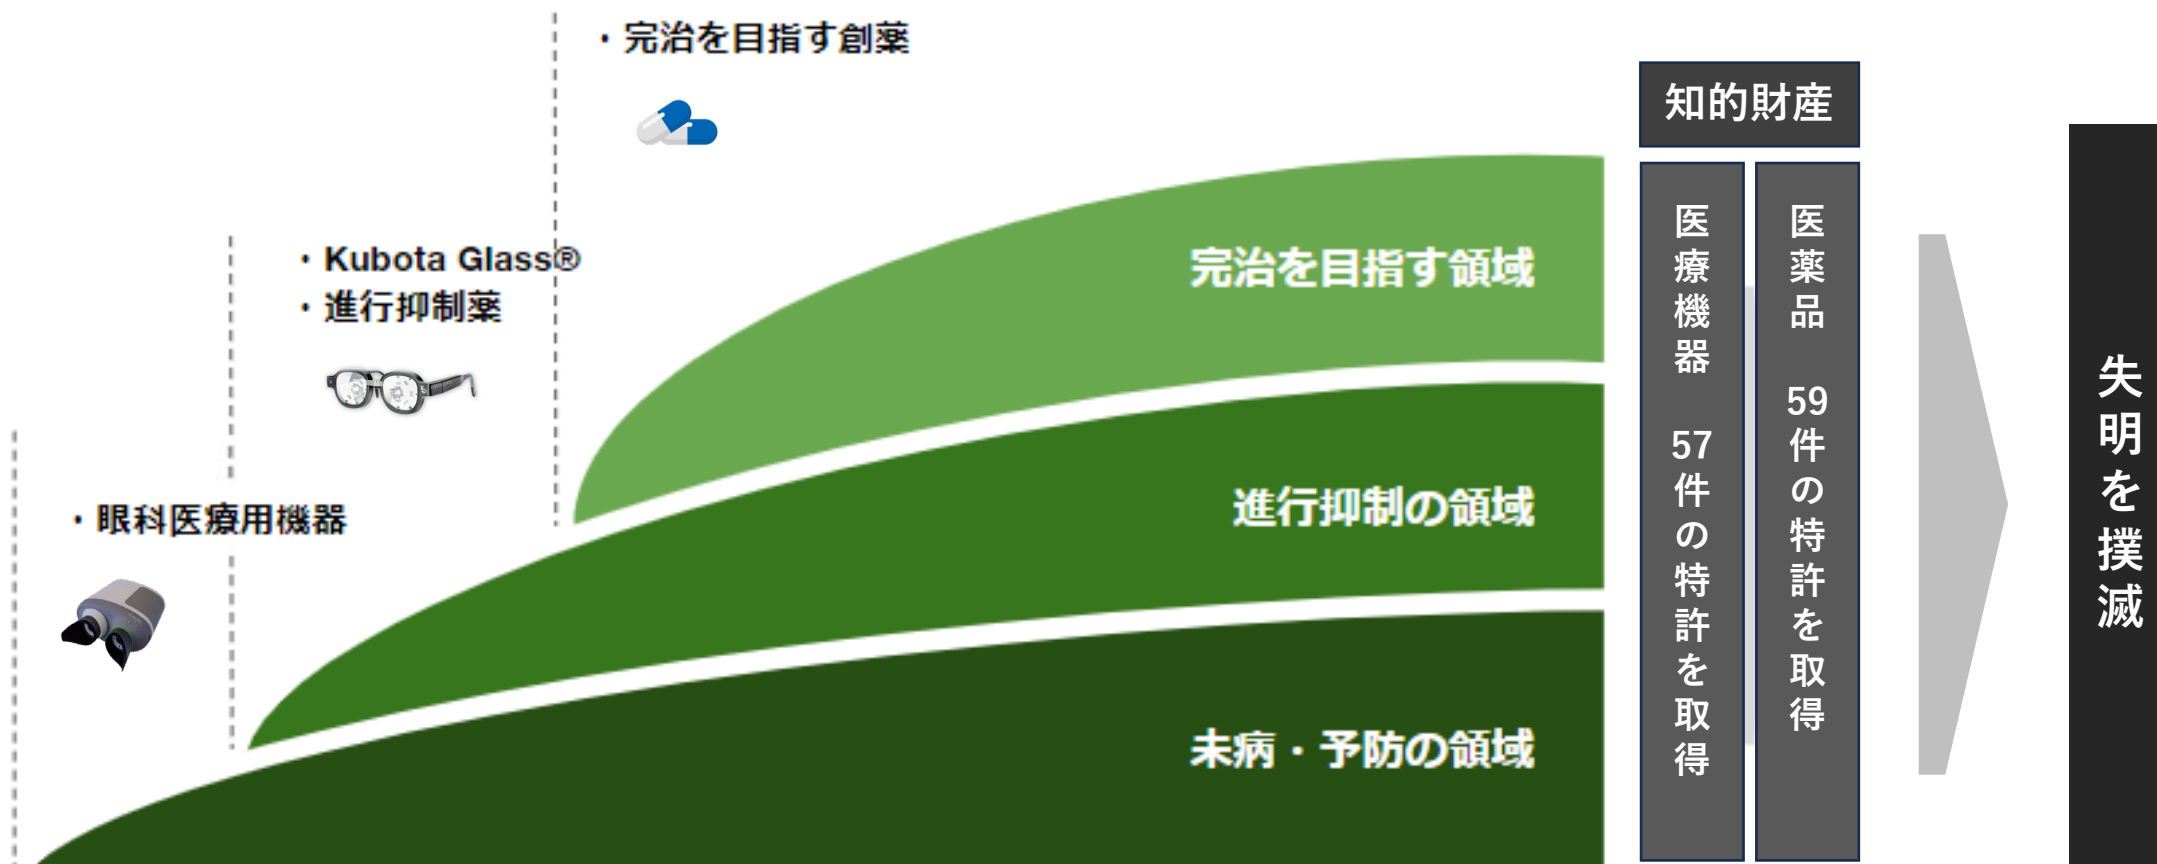 ・完治を目指す創薬
・Kubota Glass®
・進行抑制薬
・眼科医療用機器
完治を目指す領域
進行抑制の領域
未病・予防の領域
知的財産
医療機器　57件の特許を取得
医薬品　59件の特許を取得
失明を撲滅